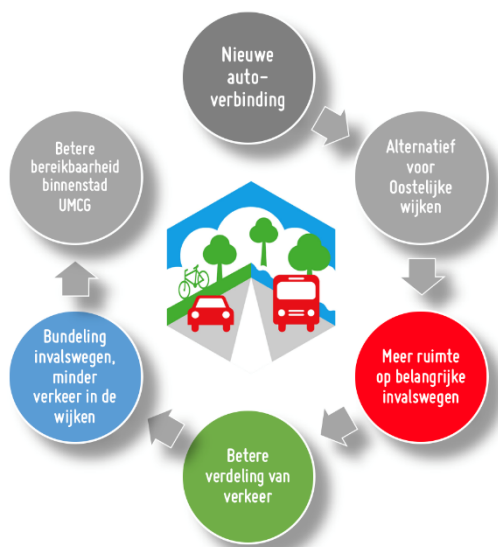 Nieuwe
auto-
verbinding
Alternatief
voor
Oostelijke
wijken
Meer ruimte
op belangrijke
invalswegen
Betere
verdeling van
verkeer
Bundeling
invalswegen,
minder
verkeer in de
wijken
Betere
bereikbaarheid
binnenstad
UMCG